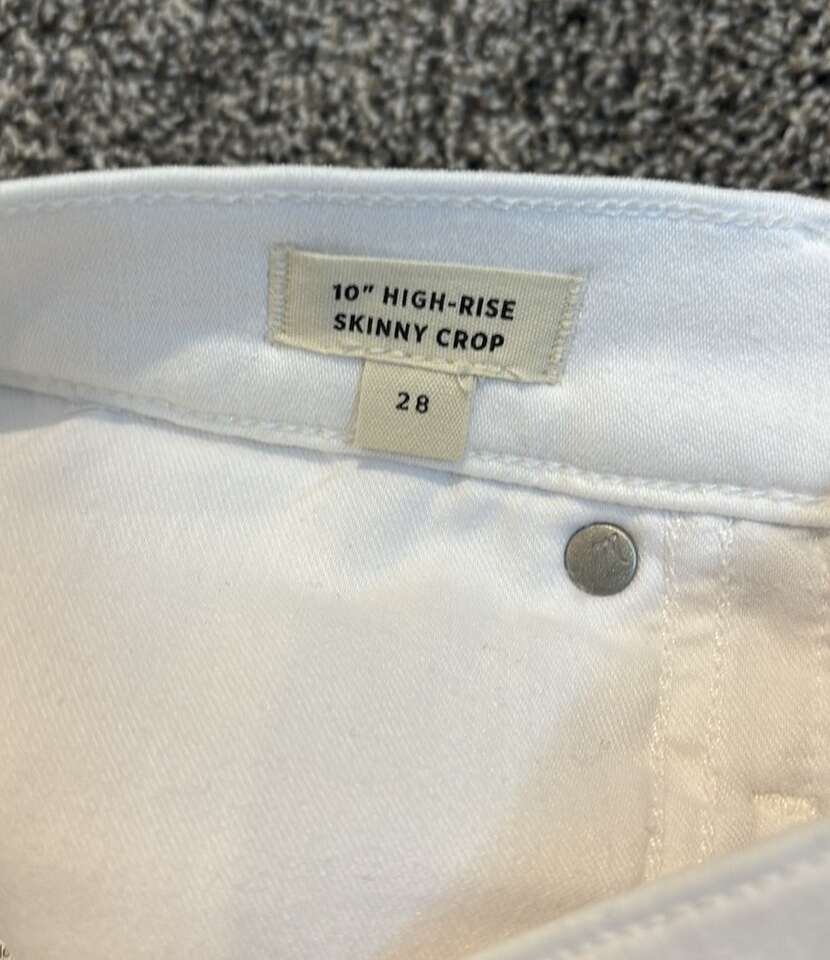 10" HIGH-RISE
SKINNY CROP
28